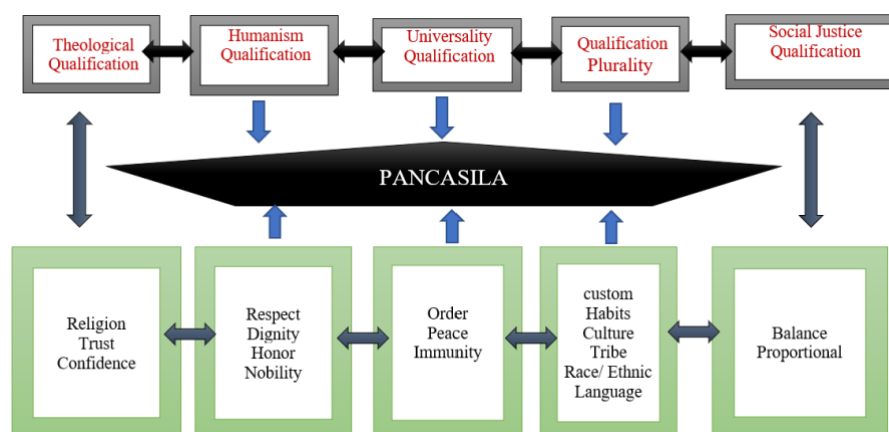 Theological
Qualification
Humanism
Qualification
Universality
Qualification
Qualification
Plurality
Social Justice
Qualification
PANCASILA
Religion
Trust
Confidence
Respect
Dignity
Honor
Nobility
Order
Peace
Immunity
custom
Habits
Culture
Tribe
Race/ Ethnic
Language
Balance
Proportional